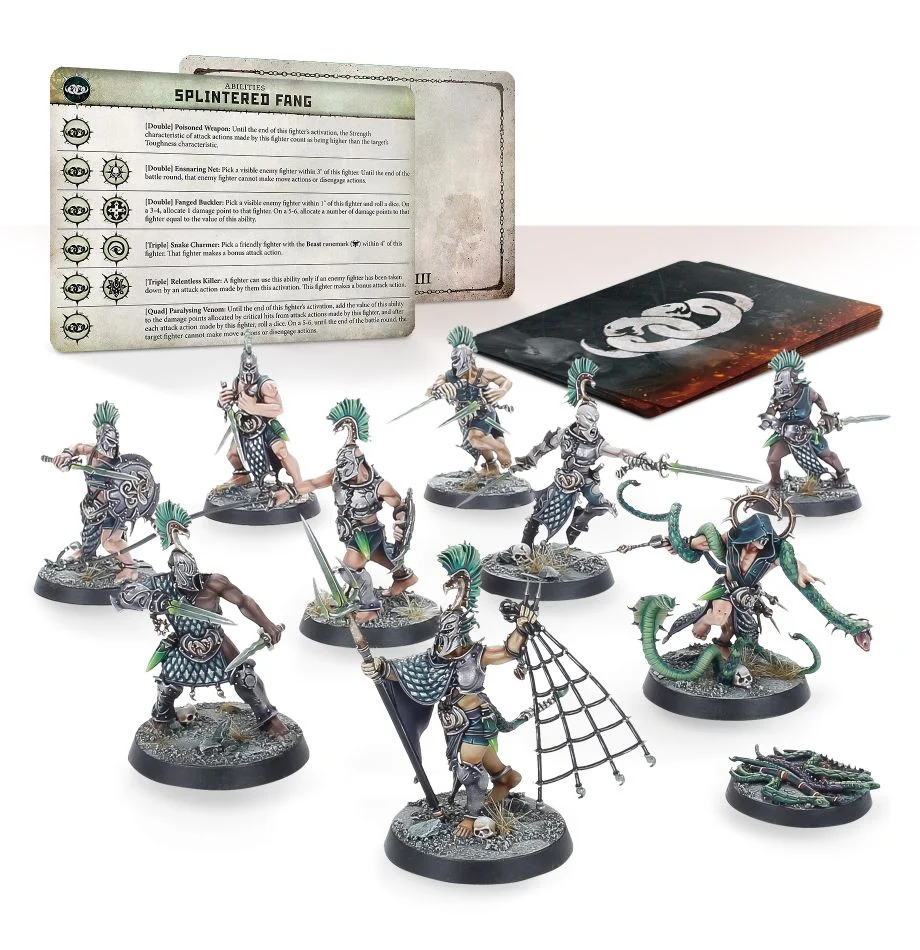 ABILITIES
SPLINTERED FANG
[Double] Poisoned Weapon: Until the end of this fighter's activation, the Strength
characteristic of attack actions made by this fighter count as being higher than the target's
Toughness characteristic.
[Double] Ensnaring Net: Pick a visible enemy fighter within 3" of this fighter. Until the end of the
battle round, that enemy fighter cannot make move actions or disengage actions.
[Double] Fanged Buckler: Pick a visible enemy fighter within 1" of this fighter and roll a dice. On
a 3-4, allocate 1 damage point to that fighter. On a 5-6, allocate a number of damage points to that
fighter equal to the value of this ability.
[Triple] Snake Charmer: Pick a friendly fighter with the Beast runemark () within 4" of this
fighter. That fighter makes a bonus attack action.
[Triple] Relentless Killer: A fighter can use this ability only if an enemy fighter has been taken
down by an attack action made by them this activation. This fighter makes a bonus attack action.
[Quad] Paralysing Venom: Until the end of this fighter's activation, add the value of this ability
to the damage points allocated by critical hits from attack actions made by this fighter, and after
each attack action made by this fighter, roll a dice. On a 5-6, until the end of the battle round, the
target fighter cannot make move actions or disengage actions.
III